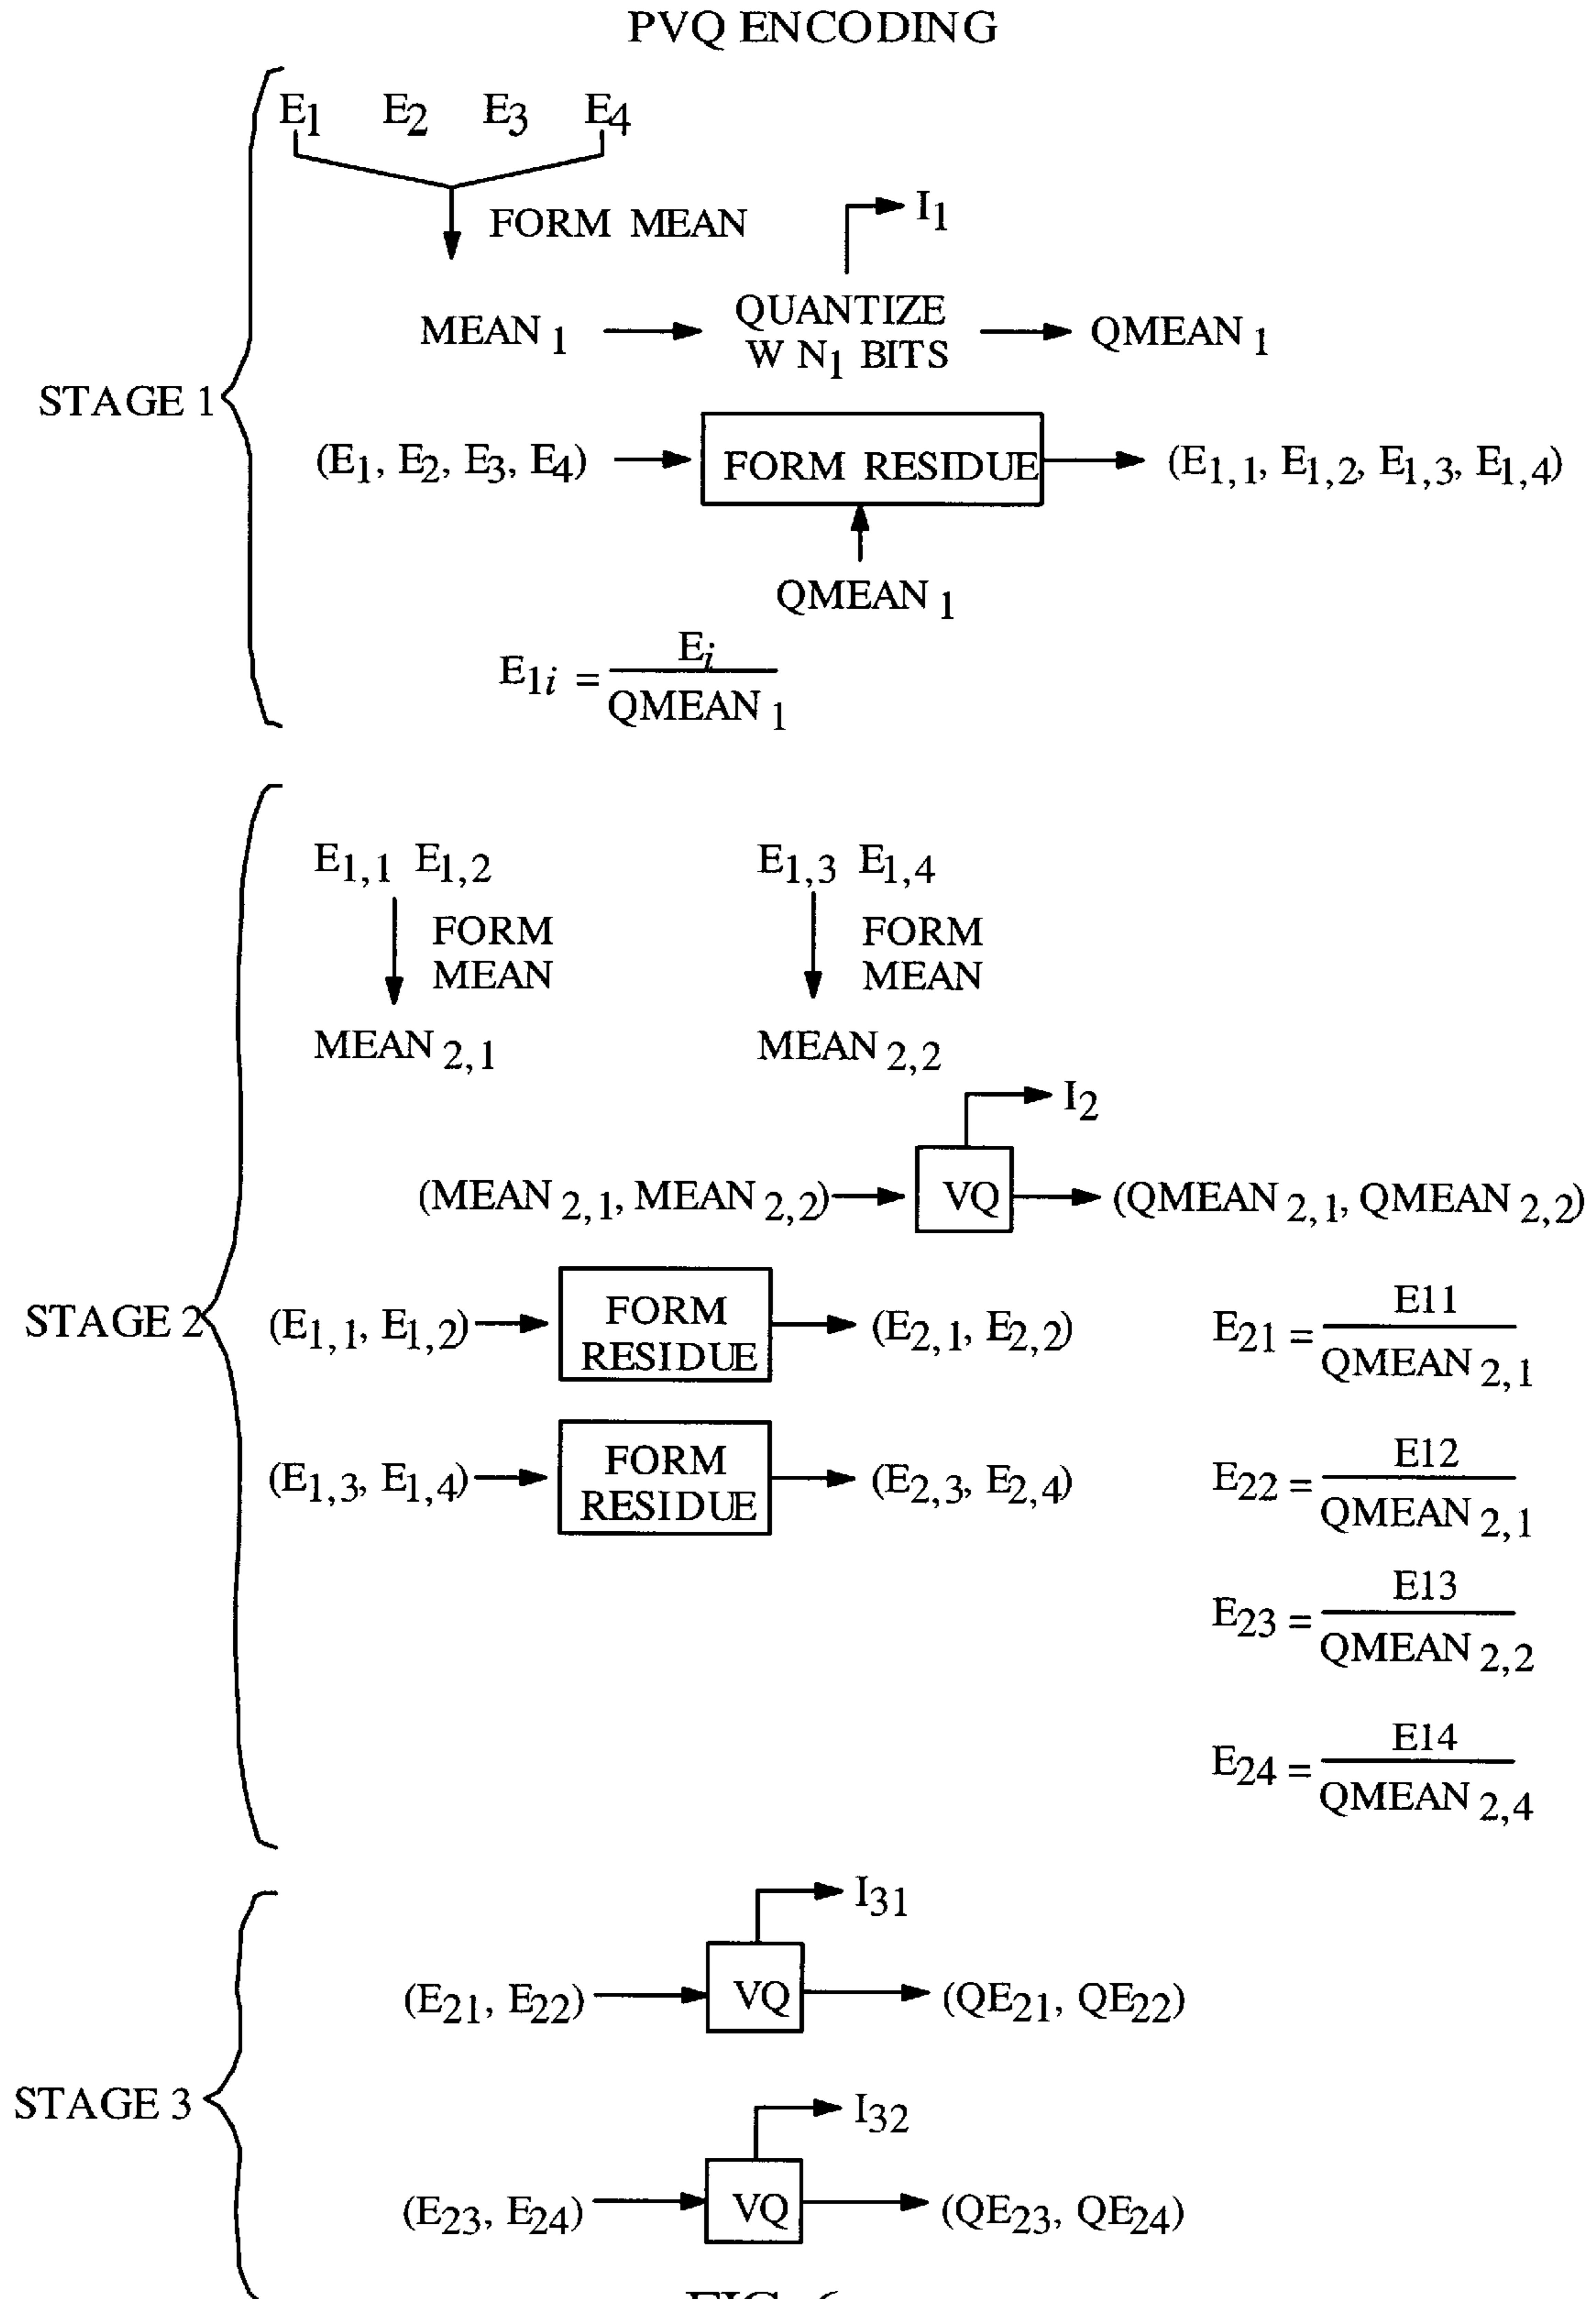 PVQ ENCODING
E1 E2 E3 E4
FORM MEAN
I1
MEAN 1
QUANTIZE
W N1 BITS
QMEAN 1
STAGE 1
(E1, E2, E3, E4)
FORM RESIDUE
(E1,1, E1,2, E1,3, E1,4)
QMEAN 1
E1i = Ei
QMEAN 1
E1,1 E1,2
E1,3 E1,4
FORM
MEAN
FORM
MEAN
MEAN 2,1
MEAN 2,2
I2
(MEAN 2,1, MEAN 2,2)
VQ
(QMEAN 2,1, QMEAN 2,2)
STAGE 2
(E1,1, E1,2)
FORM
RESIDUE
(E2,1, E2,2)
E21 = E11
QMEAN 2,1
(E1,3, E1,4)
FORM
RESIDUE
(E2,3, E2,4)
E22 = E12
QMEAN 2,1
E23 = E13
QMEAN 2,2
E24 = E14
QMEAN 2,4
I31
(E21, E22)
VQ
(QE21, QE22)
STAGE 3
I32
(E23, E24)
VQ
(QE23, QE24)